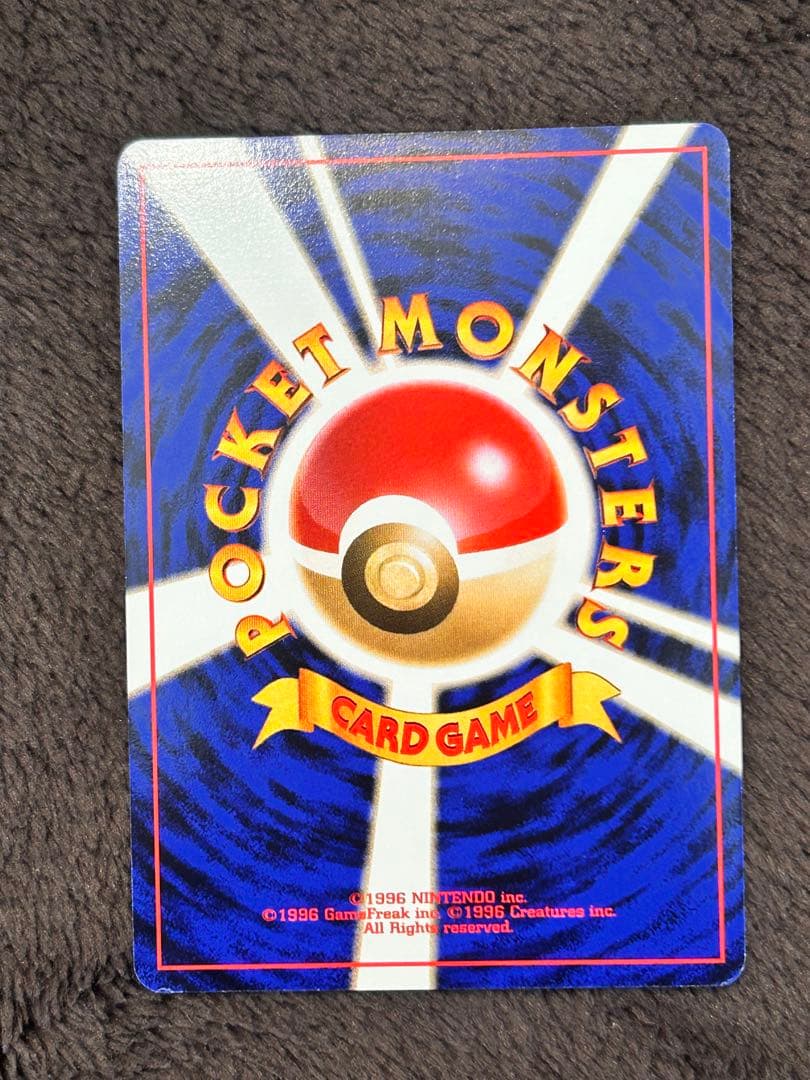 POCKET MONSTERS
CARD GAME
©1996 NINTENDO inc.
©1996 GameFreak inc. ©1996 Creatures inc.
All Rights reserved.